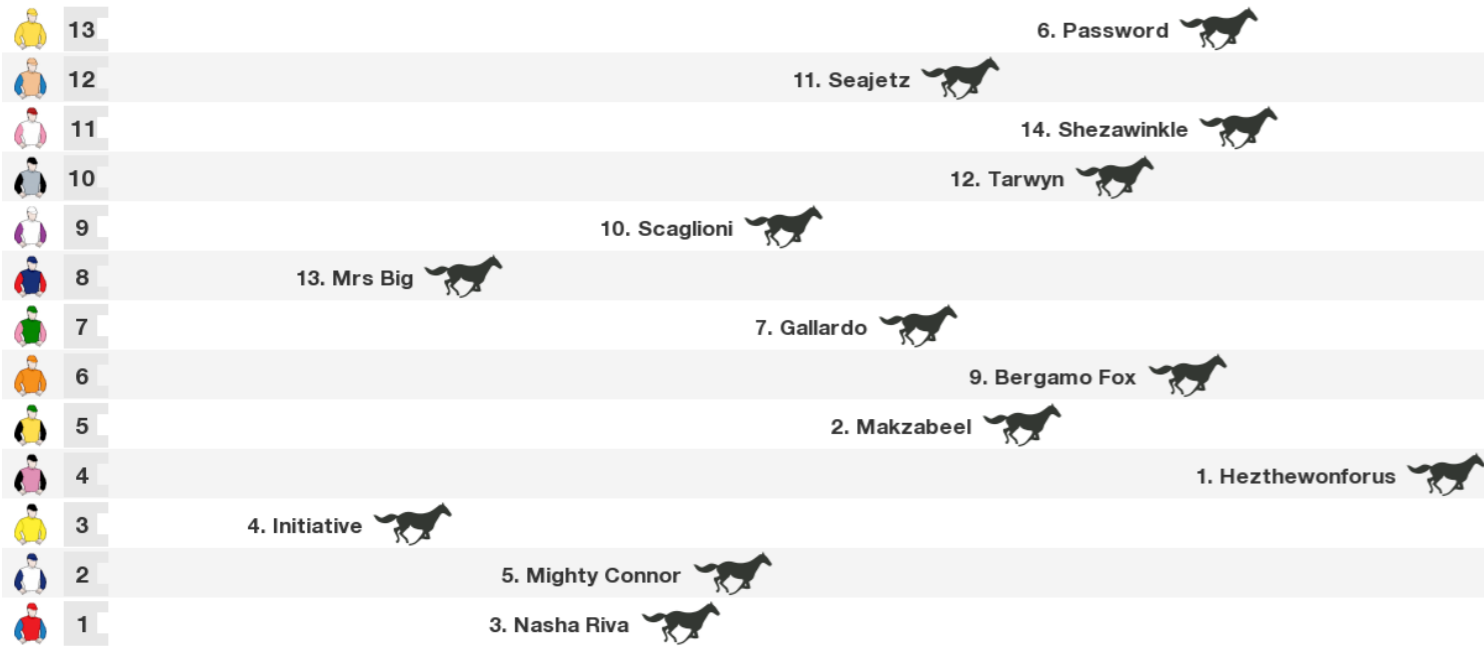 13 6. Password
12 11. Seajetz
11 14. Shezawinkle
10 12. Tarwyn
9 10. Scaglioni
8 13. Mrs Big
7 7. Gallardo
6 9. Bergamo Fox
5 2. Makzabeel
4 1. Hezthewonforus
3 4. Initiative
2 5. Mighty Connor
1 3. Nasha Riva